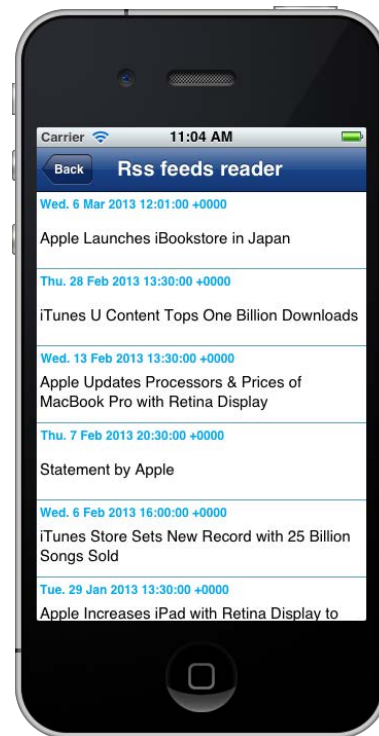 Carrier 11:04 AM
Back Rss feeds reader
Wed. 6 Mar 2013 12:01:00 +0000
Apple Launches iBookstore in Japan
Thu. 28 Feb 2013 13:30:00 +0000
iTunes U Content Tops One Billion Downloads
Wed. 13 Feb 2013 13:30:00 +0000
Apple Updates Processors & Prices of
MacBook Pro with Retina Display
Thu. 7 Feb 2013 20:30:00 +0000
Statement by Apple
Wed. 6 Feb 2013 16:00:00 +0000
iTunes Store Sets New Record with 25 Billion
Songs Sold
Tue. 29 Jan 2013 13:30:00 +0000
Apple Increases iPad with Retina Display to